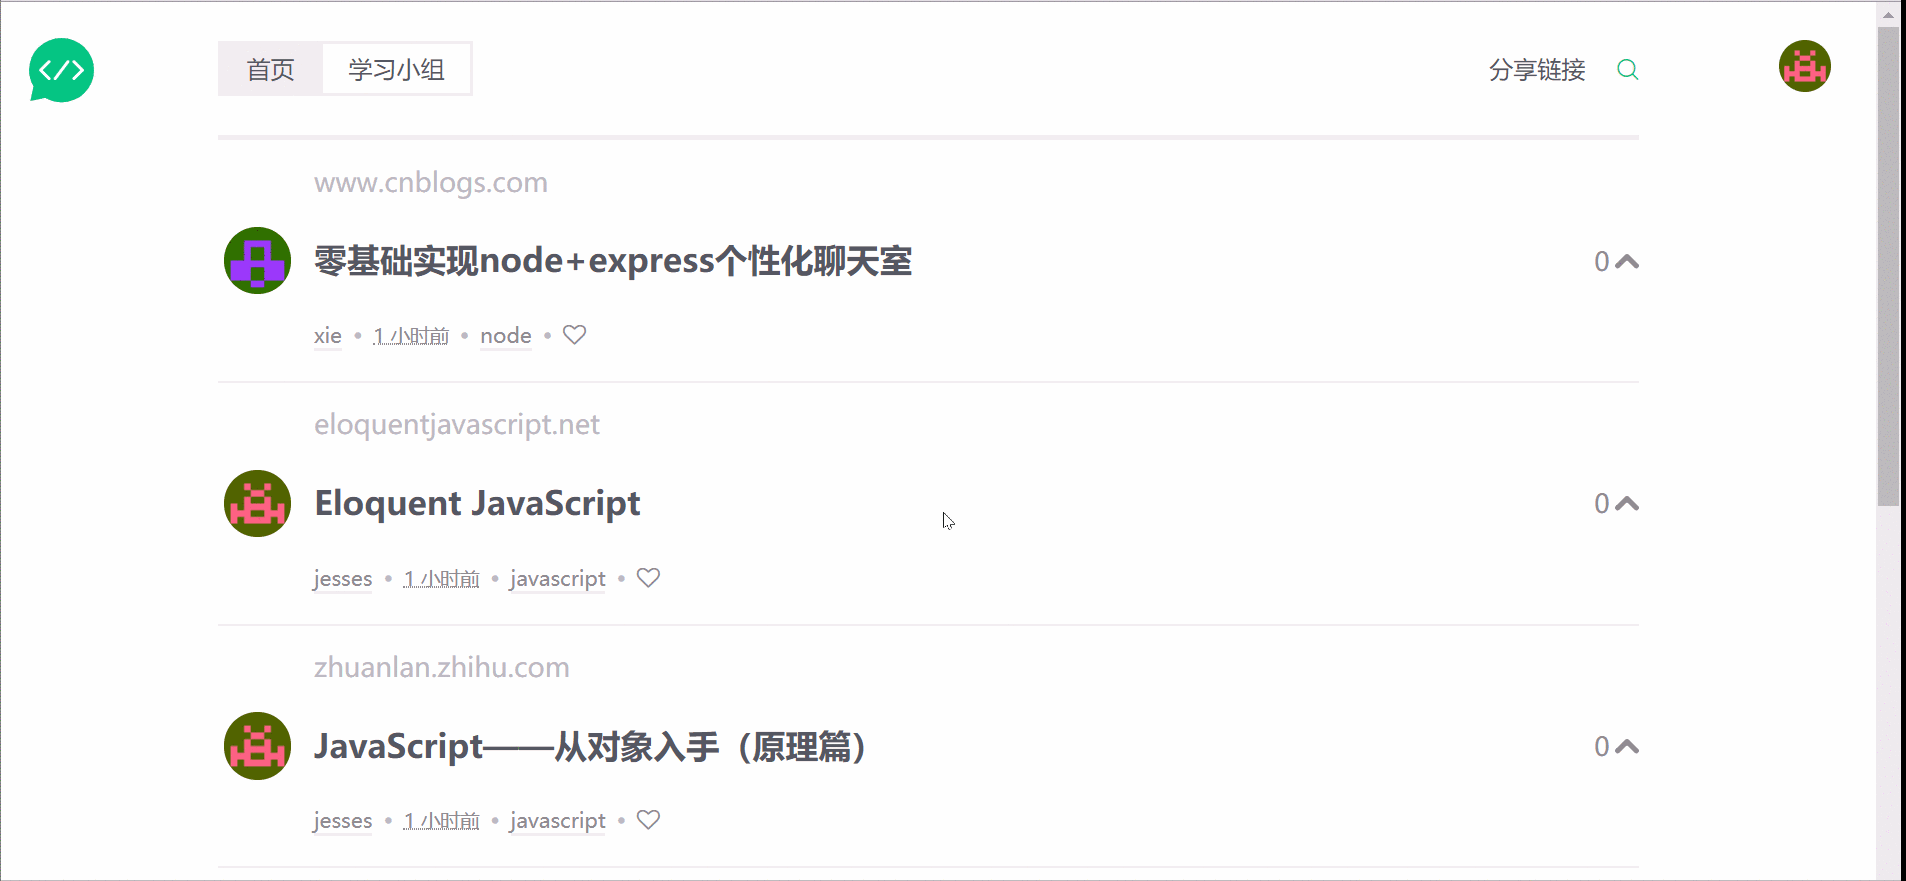 首页 学习小组 分享链接
www.cnblogs.com
零基础实现node+express个性化聊天室 0
xie • 1 小时前 • node •
eloquentjavascript.net
Eloquent JavaScript 0
jesses • 1 小时前 • javascript •
zhuanlan.zhihu.com
JavaScript——从对象入手（原理篇） 0
jesses • 1 小时前 • javascript •